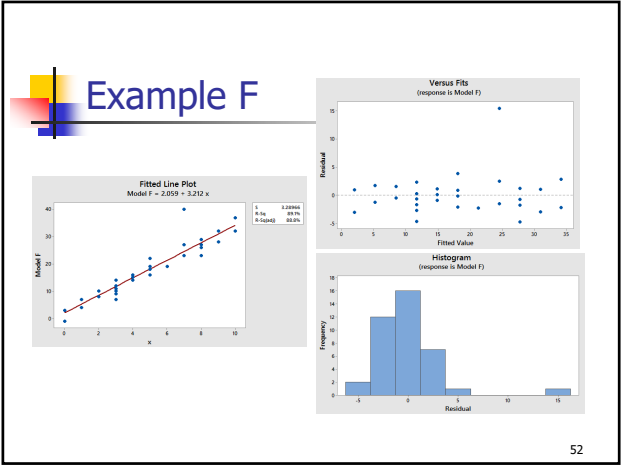 Example F
Fitted Line Plot
Model F = 2.059 + 3.212 x
S 3.28966
R-Sq 89.1%
R-Sq(adj) 88.8%
Model F
40
30
20
10
0
0 2 4 6 8 10
x
Versus Fits
(response is Model F)
Residual
15
10
5
0
-5
0 5 10 15 20 25 30 35
Fitted Value
Histogram
(response is Model F)
Frequency
18
16
14
12
10
8
6
4
2
0
-5 0 5 10 15
Residual
52